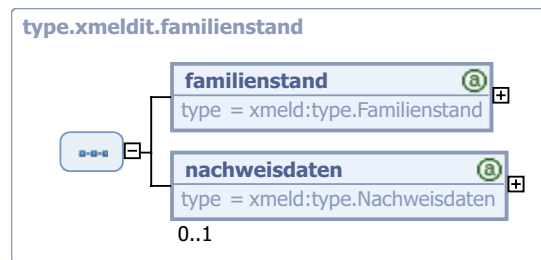 type.xmeldit.familienstand
familienstand
type = xmeld:type.Familienstand
nachweisdaten
type = xmeld:type.Nachweisdaten
0..1